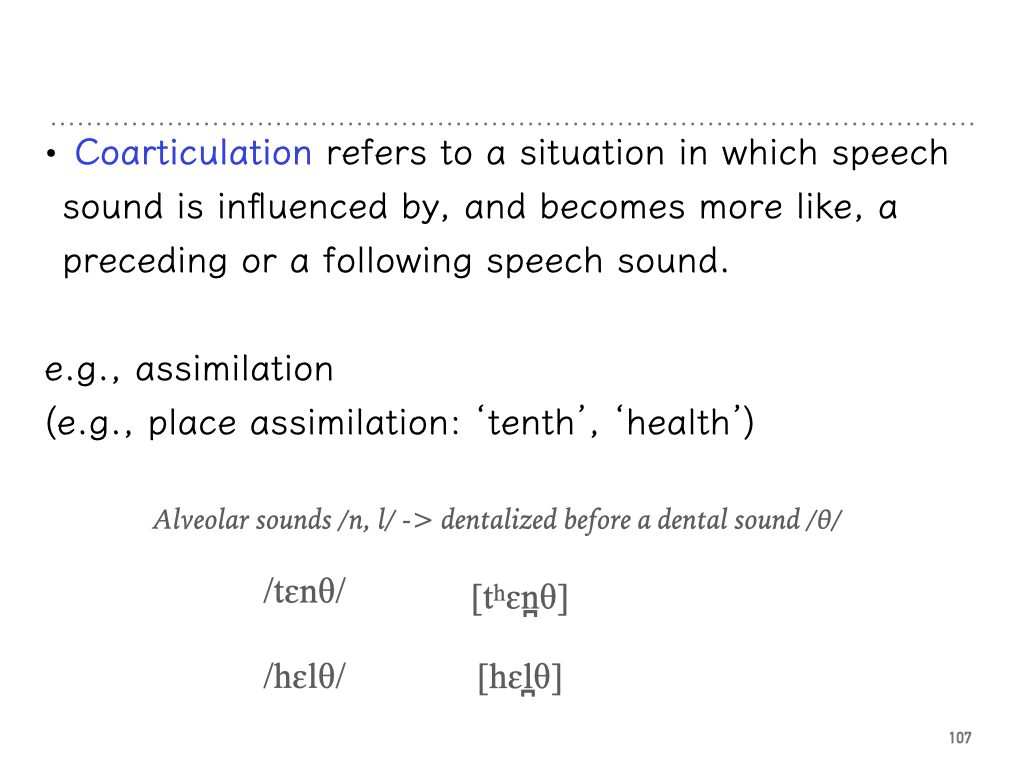 • Coarticulation refers to a situation in which speech
sound is influenced by, and becomes more like, a
preceding or a following speech sound.
e.g., assimilation
(e.g., place assimilation: ‘tenth’, ‘health’)
Alveolar sounds /n, l/ -> dentalized before a dental sound /θ/
/tɛnθ/ [tʰɛn̪θ]
/hɛlθ/ [hɛl̪θ]
107